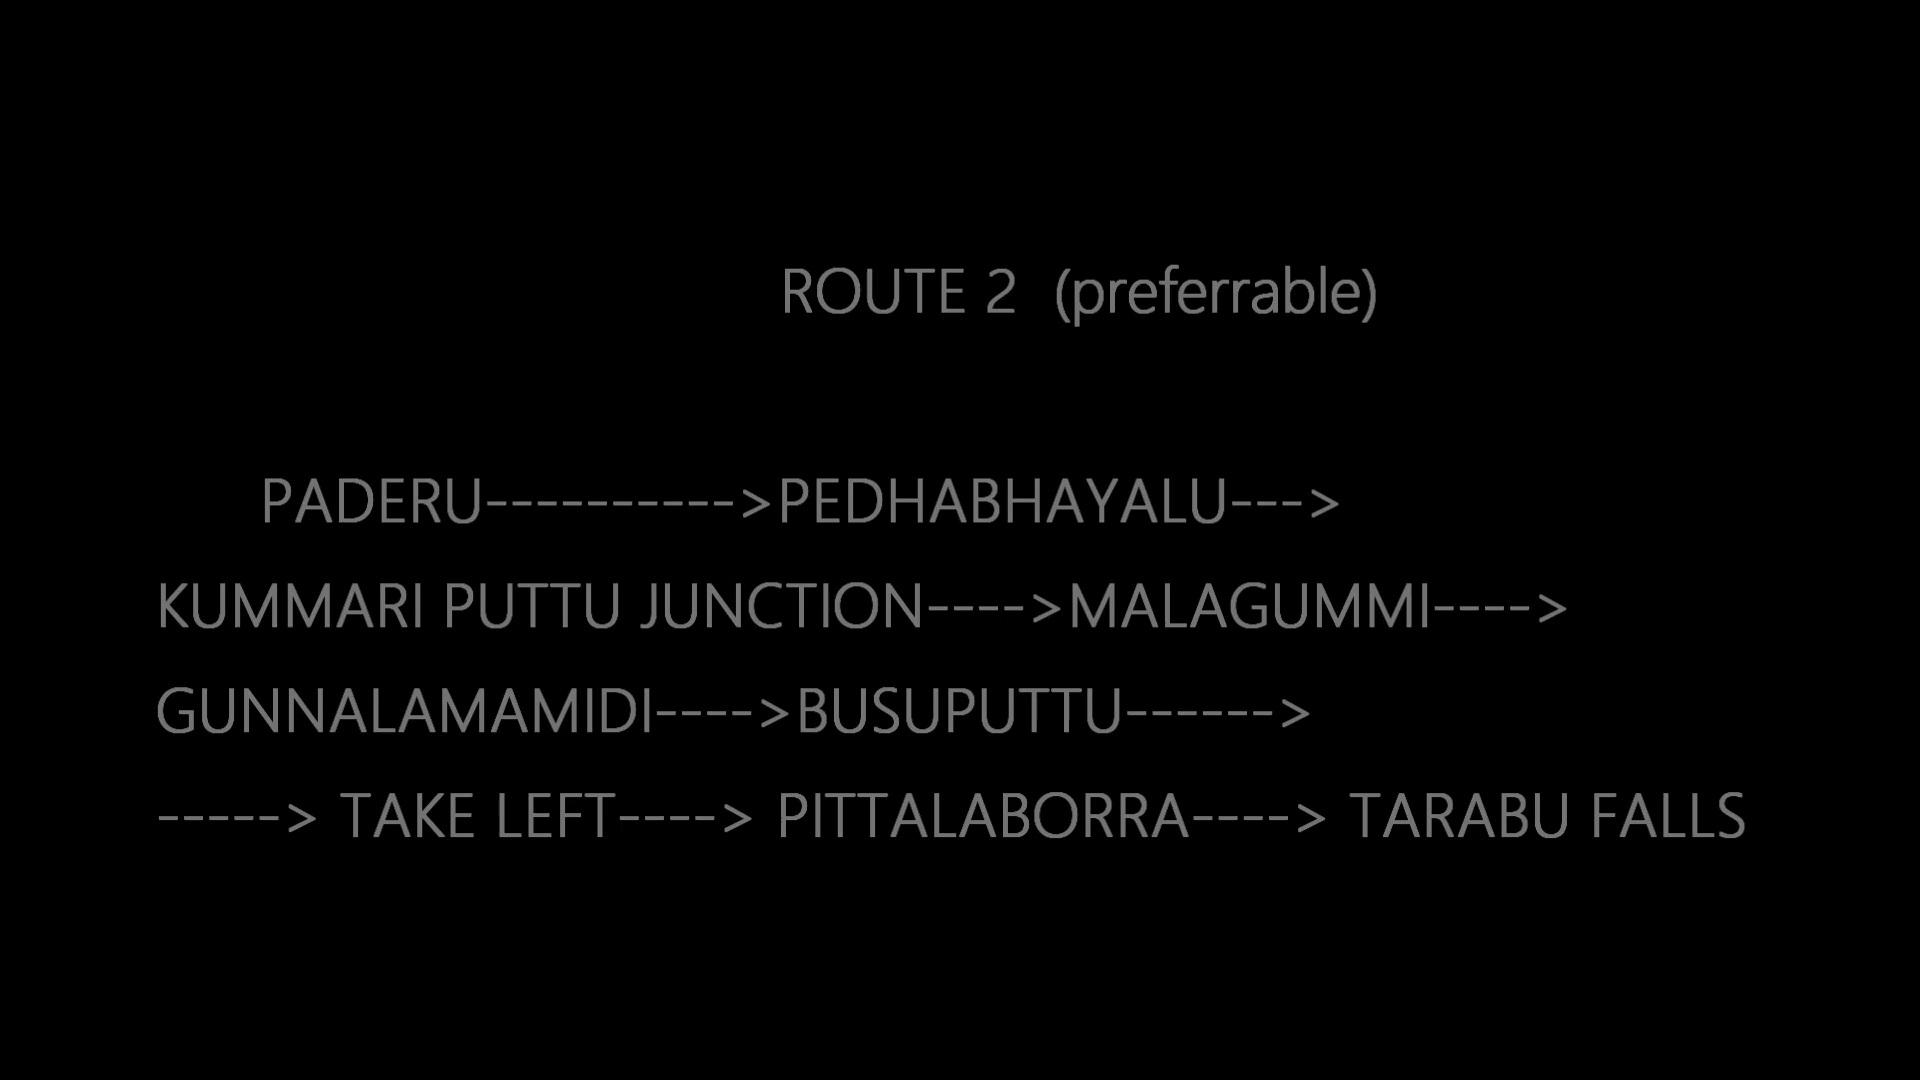 ROUTE 2  (preferrable)
PADERU---------->PEDHABHAYALU--->
KUMMARI PUTTU JUNCTION---->MALAGUMMI---->
GUNNALAMAMIDI---->BUSUPUTTU------>
-----> TAKE LEFT----> PITTALABORRA----> TARABU FALLS